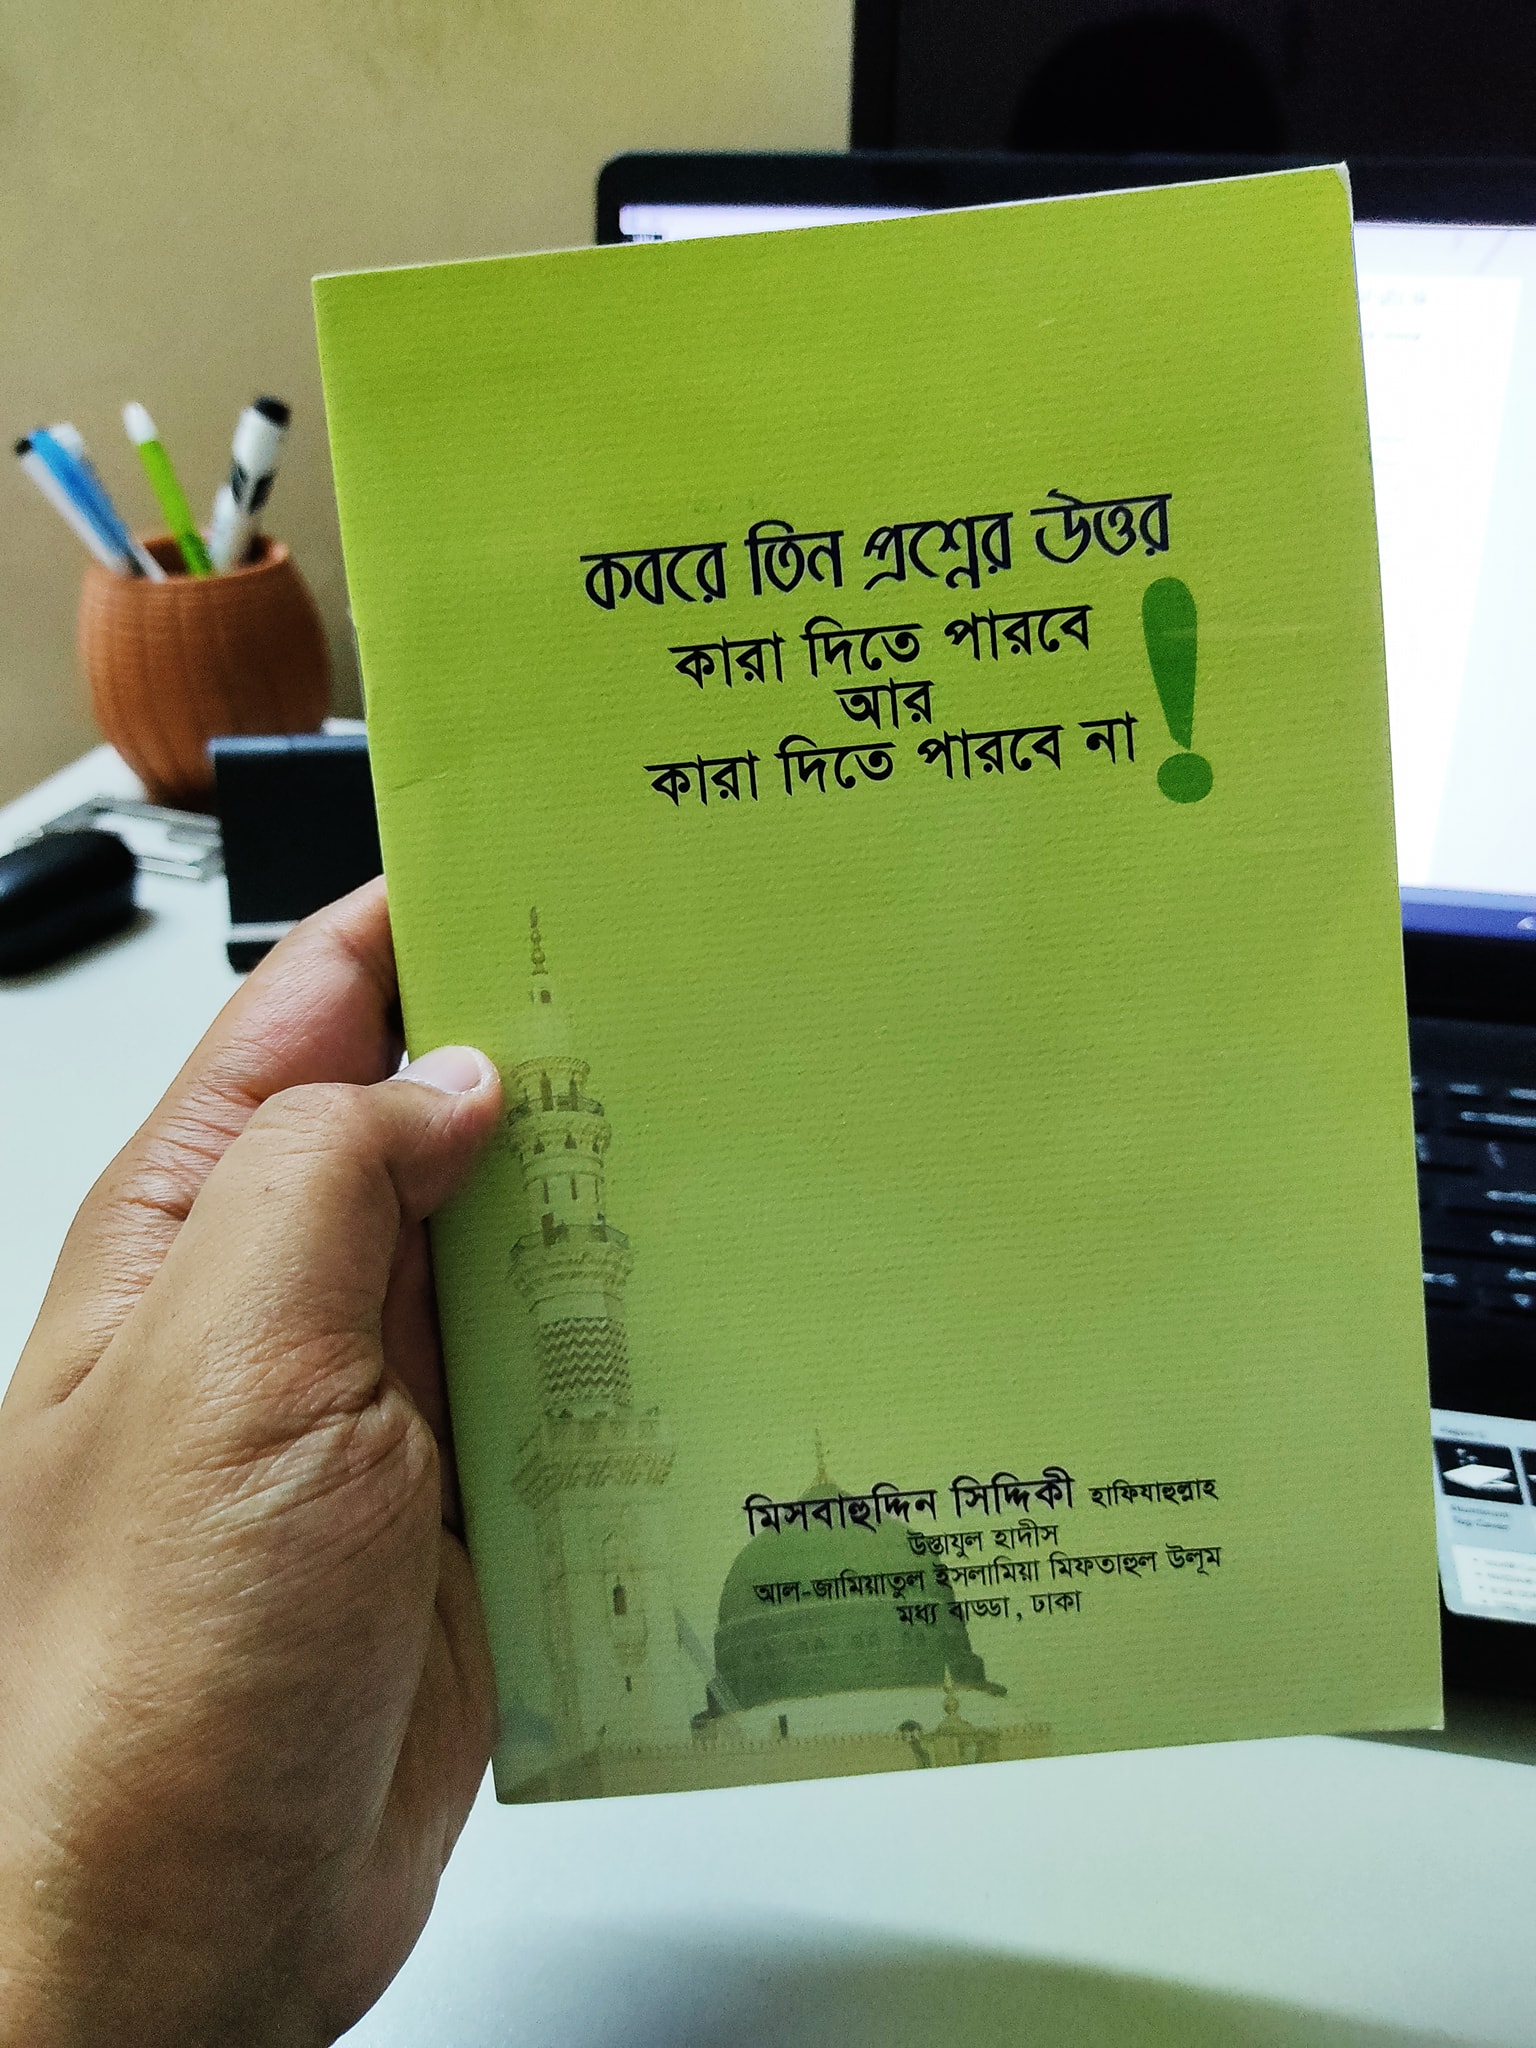 কবরে তিন প্রশ্নের উত্তর
কারা দিতে পারবে
আর
কারা দিতে পারবে না !
মিসবাহুদ্দিন সিদ্দিকী হাফিযাহুল্লাহ
উস্তাযুল হাদীস
আল-জামিয়াতুল ইসলামিয়া মিফতাহুল উলূম
মধ্য বাড্ডা, ঢাকা